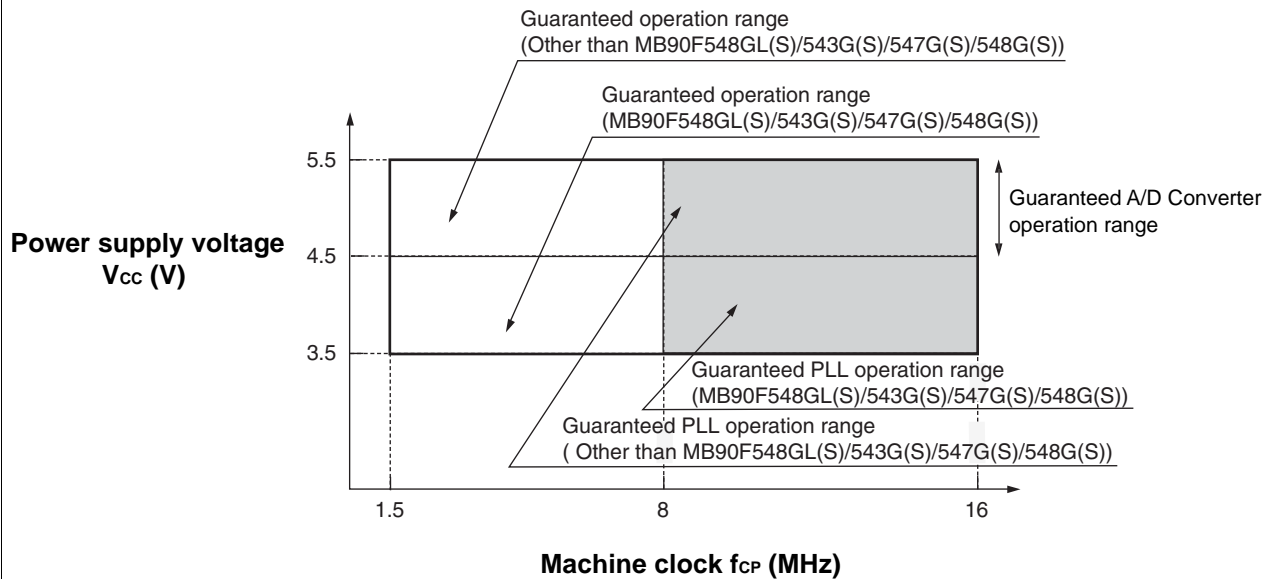 Guaranteed operation range
(Other than MB90F548GL(S)/543G(S)/547G(S)/548G(S))
Guaranteed operation range
(MB90F548GL(S)/543G(S)/547G(S)/548G(S))
5.5
Guaranteed A/D Converter
operation range
Power supply voltage
VCC (V)
4.5
3.5
Guaranteed PLL operation range
(MB90F548GL(S)/543G(S)/547G(S)/548G(S))
Guaranteed PLL operation range
( Other than MB90F548GL(S)/543G(S)/547G(S)/548G(S))
1.5
8
16
Machine clock fCP (MHz)